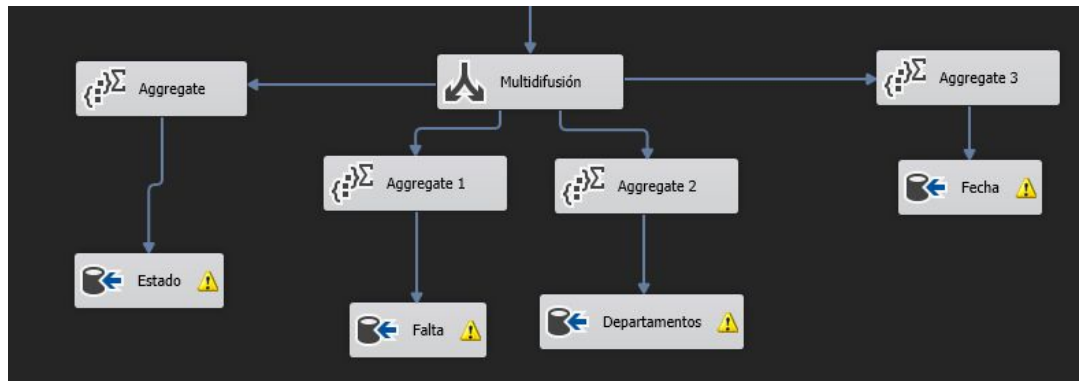 Multidifusión
Aggregate
Aggregate 3
Aggregate 1
Aggregate 2
Fecha
Estado
Falta
Departamentos